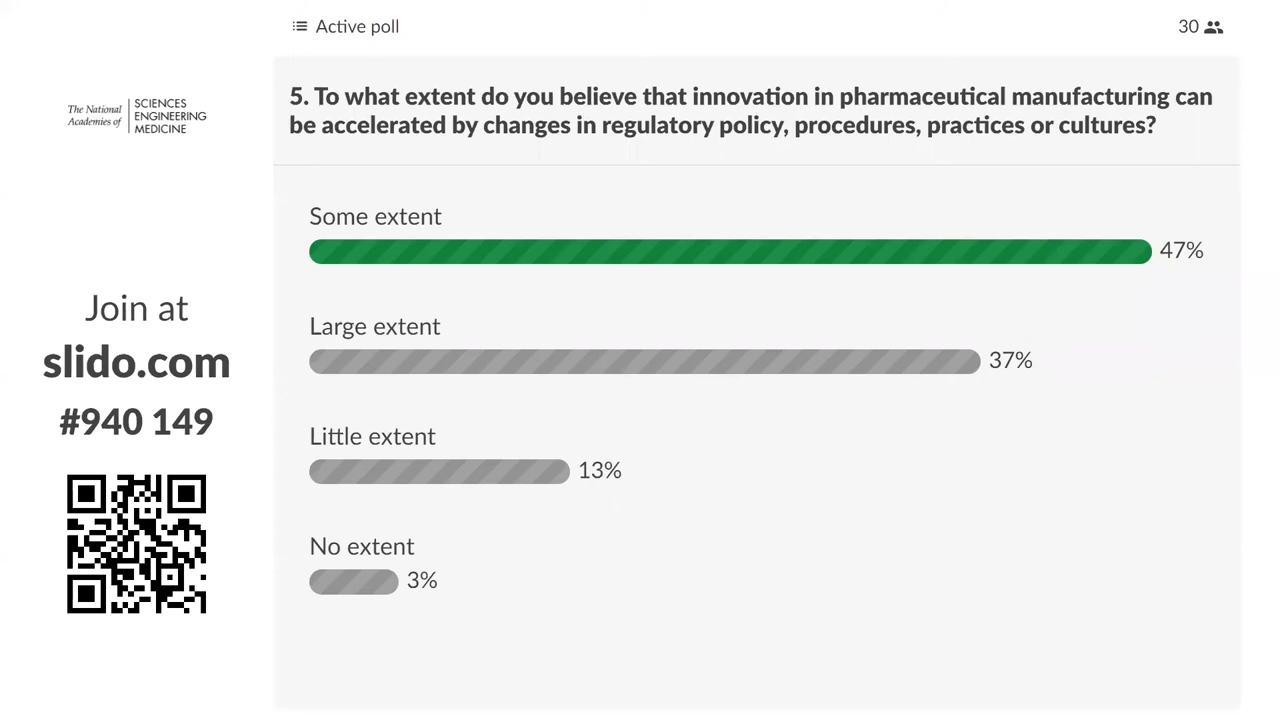 Active poll
30
The National
Academies of
SCIENCES
ENGINEERING
MEDICINE
5. To what extent do you believe that innovation in pharmaceutical manufacturing can
be accelerated by changes in regulatory policy, procedures, practices or cultures?
Some extent
47%
Large extent
37%
Little extent
13%
No extent
3%
Join at
slido.com
#940 149